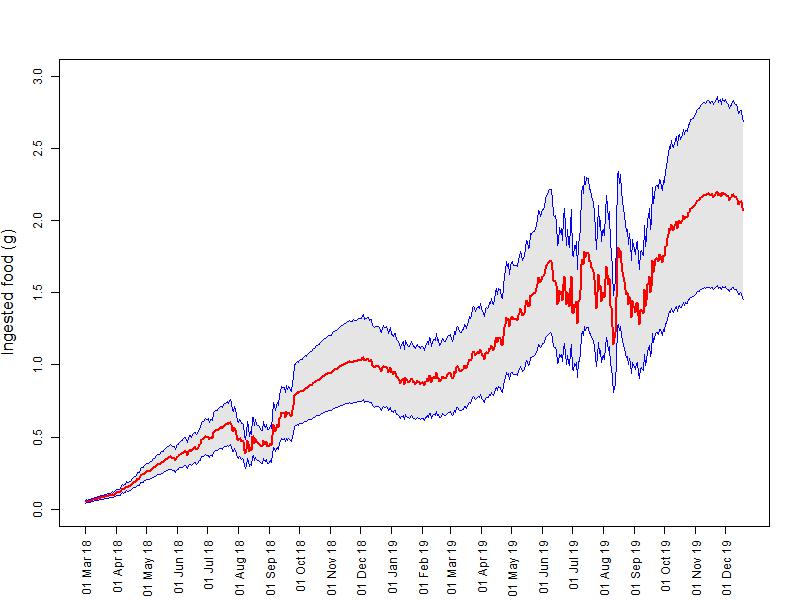 Ingested food (g)
3.0
2.5
2.0
1.5
1.0
0.5
0.0
01 Mar 18
01 Apr 18
01 May 18
01 Jun 18
01 Jul 18
01 Aug 18
01 Sep 18
01 Oct 18
01 Nov 18
01 Dec 18
01 Jan 19
01 Feb 19
01 Mar 19
01 Apr 19
01 May 19
01 Jun 19
01 Jul 19
01 Aug 19
01 Sep 19
01 Oct 19
01 Nov 19
01 Dec 19